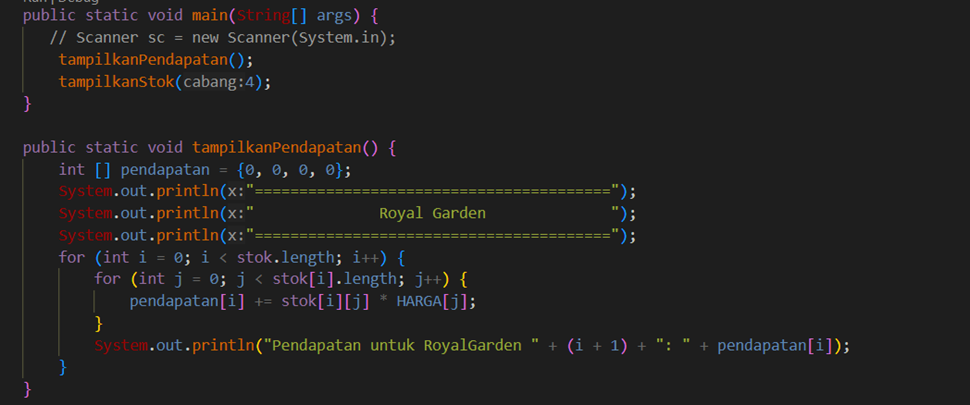 Run | Debug
public static void main(String[] args) {
// Scanner sc = new Scanner(System.in);
tampilkanPendapatan();
tampilkanStok(cabang:4);
}
public static void tampilkanPendapatan() {
int [] pendapatan = {0, 0, 0, 0};
System.out.println(x:"========================================");
System.out.println(x:"              Royal Garden              ");
System.out.println(x:"========================================");
for (int i = 0; i < stok.length; i++) {
for (int j = 0; j < stok[i].length; j++) {
pendapatan[i] += stok[i][j] * HARGA[j];
}
System.out.println("Pendapatan untuk RoyalGarden " + (i + 1) + ": " + pendapatan[i]);
}
}